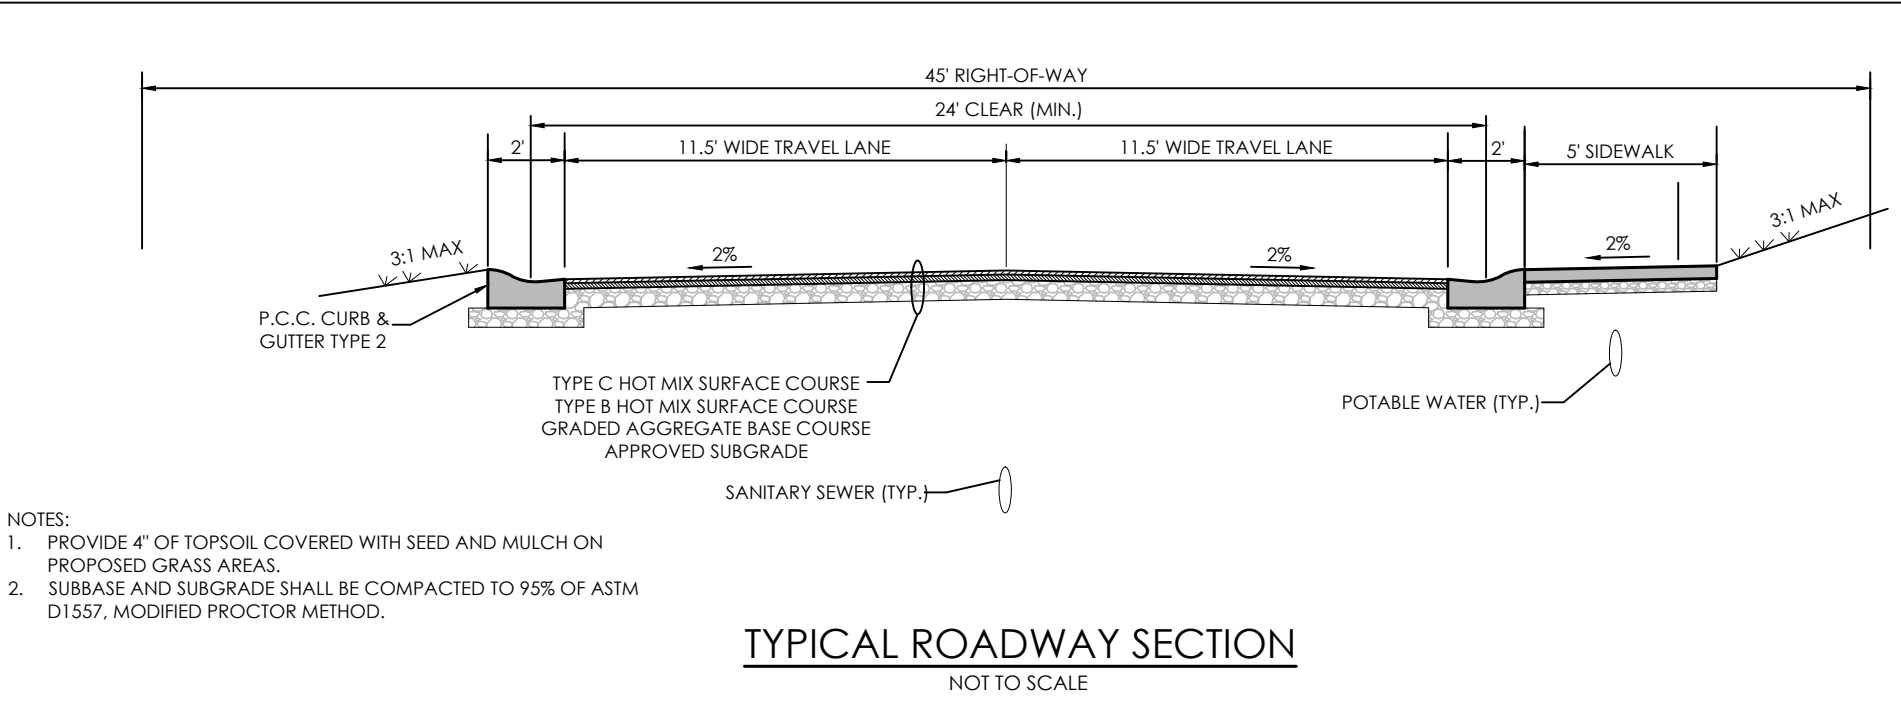 45' RIGHT-OF-WAY
24' CLEAR (MIN.)
2'
11.5' WIDE TRAVEL LANE
11.5' WIDE TRAVEL LANE
2'
5' SIDEWALK
3:1 MAX
2%
2%
2%
3:1 MAX
P.C.C. CURB &
GUTTER TYPE 2
TYPE C HOT MIX SURFACE COURSE
TYPE B HOT MIX SURFACE COURSE
GRADED AGGREGATE BASE COURSE
APPROVED SUBGRADE
POTABLE WATER (TYP.)
SANITARY SEWER (TYP.)
NOTES:
1. PROVIDE 4" OF TOPSOIL COVERED WITH SEED AND MULCH ON
PROPOSED GRASS AREAS.
2. SUBBASE AND SUBGRADE SHALL BE COMPACTED TO 95% OF ASTM
D1557, MODIFIED PROCTOR METHOD.
TYPICAL ROADWAY SECTION
NOT TO SCALE